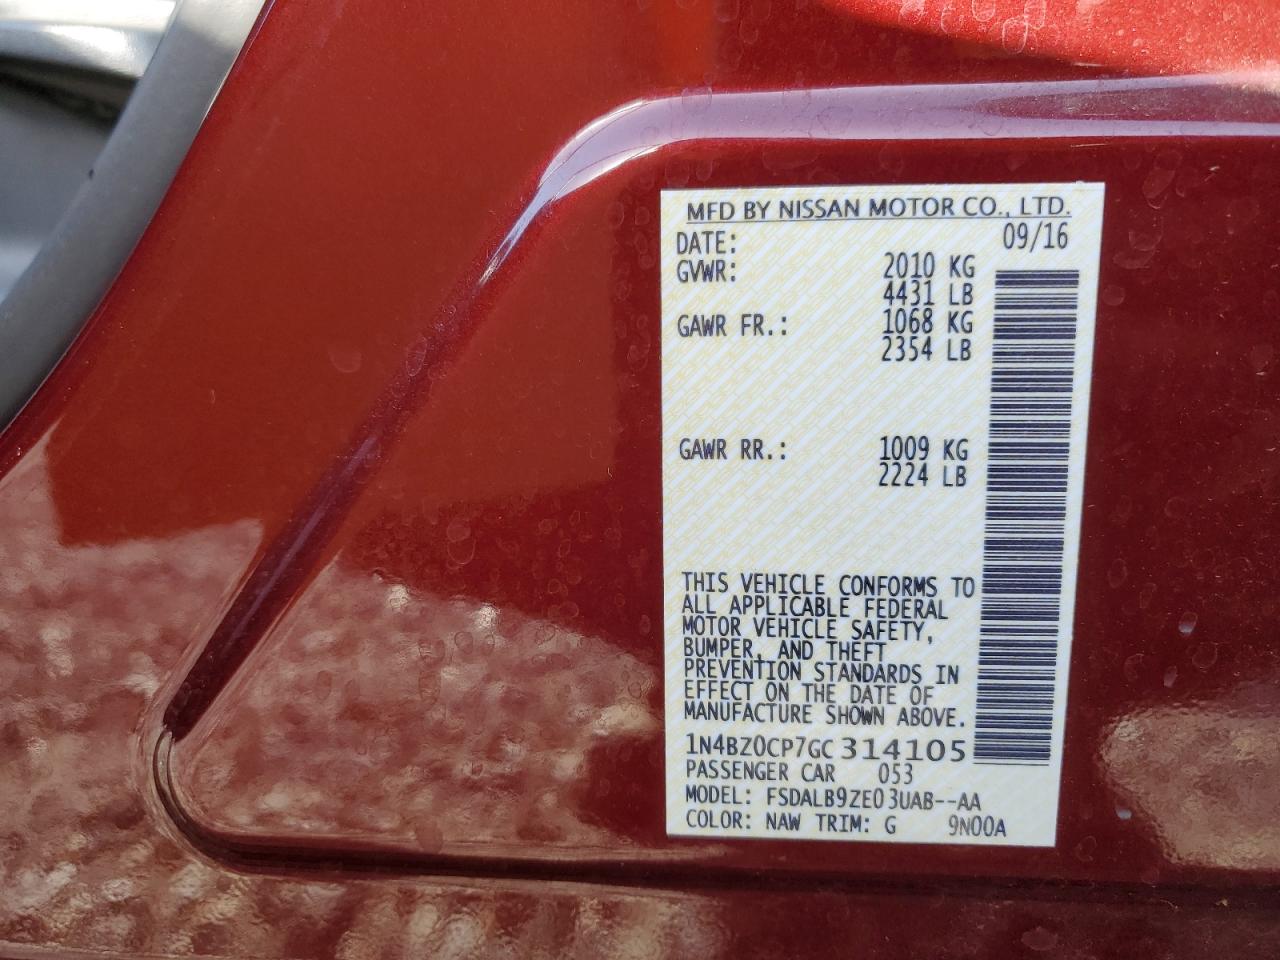 MFD BY NISSAN MOTOR CO., LTD.
DATE: 09/16
GVWR: 2010 KG
4431 LB
GAWR FR.: 1068 KG
2354 LB
GAWR RR.: 1009 KG
2224 LB
THIS VEHICLE CONFORMS TO
ALL APPLICABLE FEDERAL
MOTOR VEHICLE SAFETY,
BUMPER, AND THEFT
PREVENTION STANDARDS IN
EFFECT ON THE DATE OF
MANUFACTURE SHOWN ABOVE.
1N4BZ0CP7GC314105
PASSENGER CAR 053
MODEL: FSDALB9ZE03UAB--AA
COLOR: NAW TRIM: G 9N00A